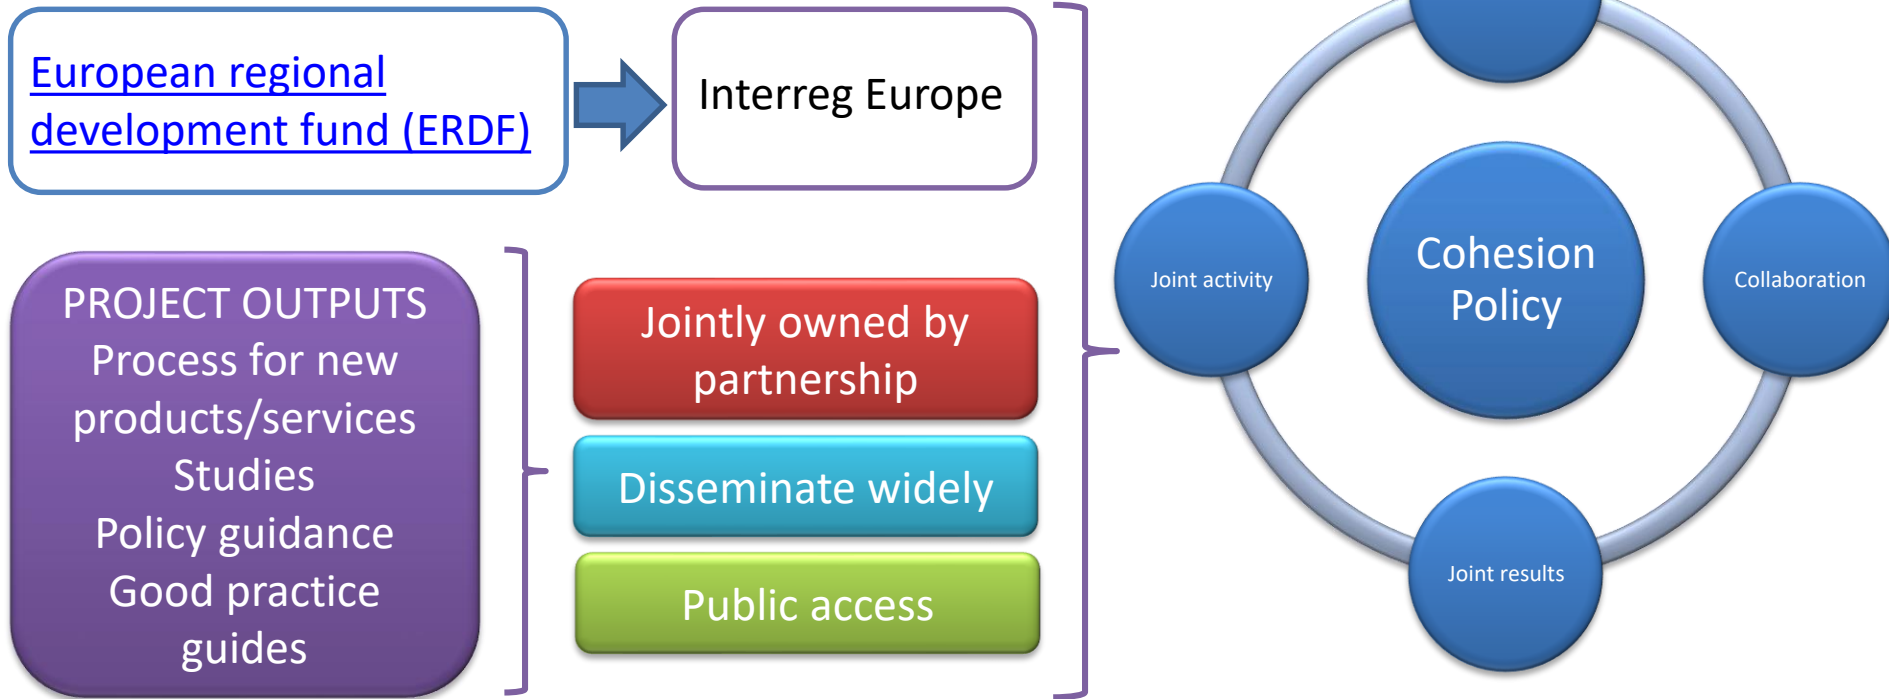 European regional
development fund (ERDF)
Interreg Europe
PROJECT OUTPUTS
Process for new
products/services
Studies
Policy guidance
Good practice
guides
Jointly owned by
partnership
Disseminate widely
Public access
Cohesion
Policy
Joint activity
Collaboration
Joint results